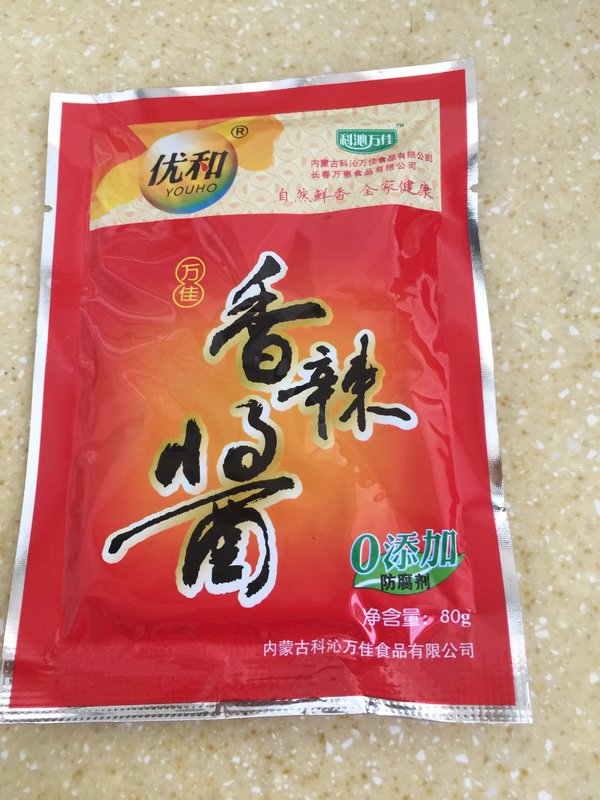 优和®
YOUHO
科沁万佳™
内蒙古科沁万佳食品有限公司
长春万惠食品有限公司
自然鲜香 全家健康
万佳
香辣
醬
0添加
防腐剂
净含量：80g
内蒙古科沁万佳食品有限公司